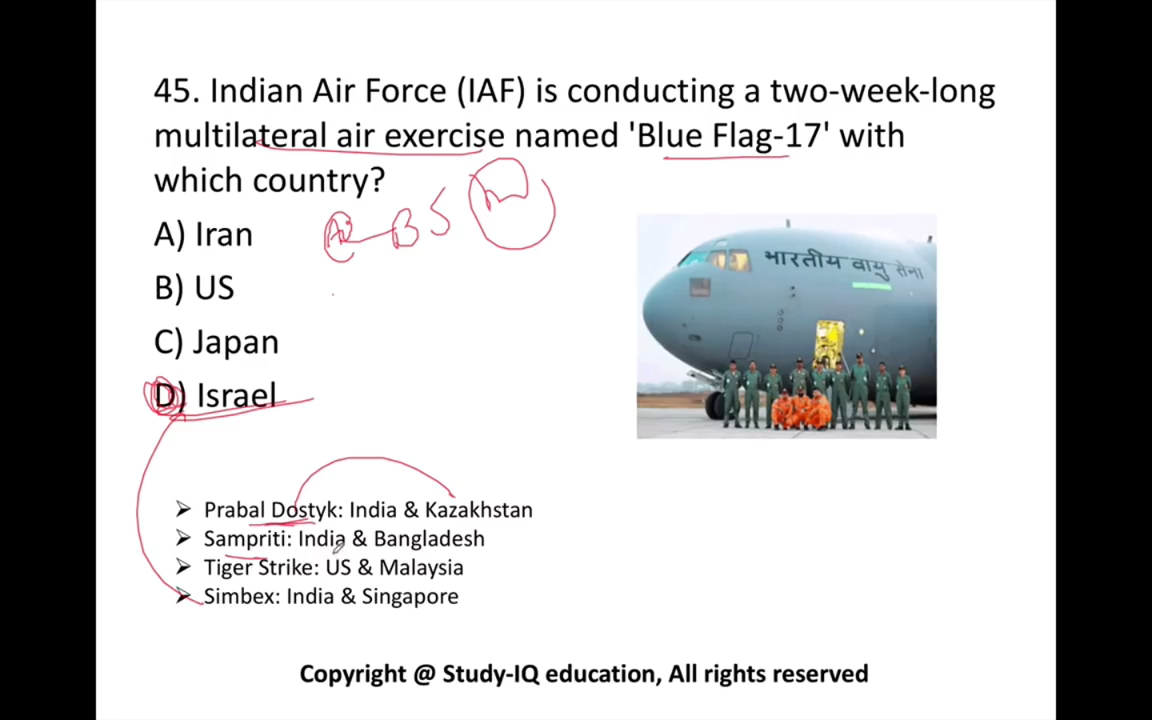 45. Indian Air Force (IAF) is conducting a two-week-long
multilateral air exercise named 'Blue Flag-17' with
which country?
A) Iran
B) US
C) Japan
D) Israel
भारतीय वायु सेना
➢ Prabal Dostyk: India & Kazakhstan
➢ Sampriti: India & Bangladesh
➢ Tiger Strike: US & Malaysia
➢ Simbex: India & Singapore
Copyright @ Study-IQ education, All rights reserved